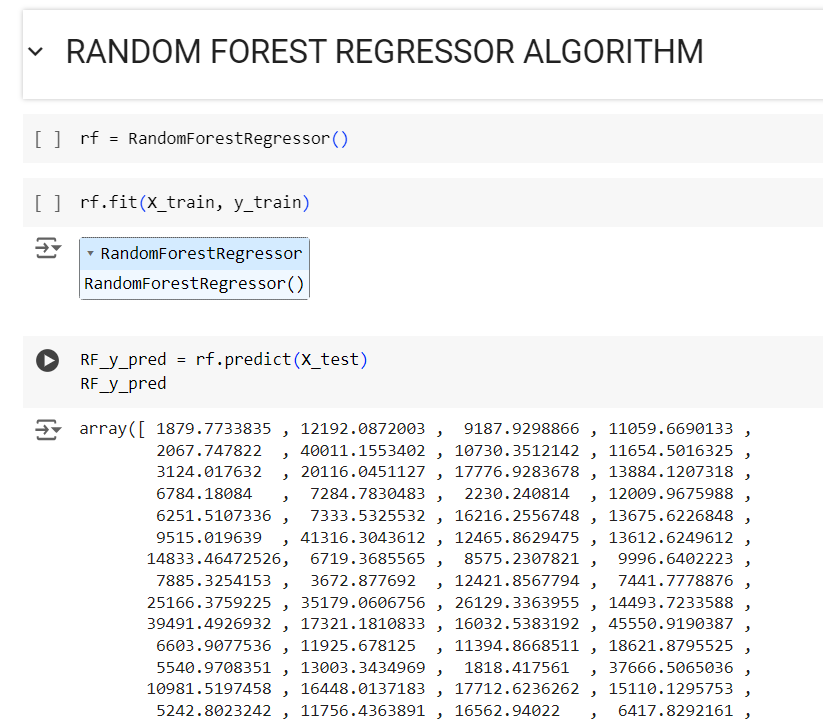 RANDOM FOREST REGRESSOR ALGORITHM
[ ] rf = RandomForestRegressor()
[ ] rf.fit(X_train, y_train)
RandomForestRegressor
RandomForestRegressor()
RF_y_pred = rf.predict(X_test)
RF_y_pred
array([ 1879.7733835 , 12192.0872003 ,  9187.9298866 , 11059.6690133 ,
2067.747822  , 40011.1553402 , 10730.3512142 , 11654.5016325 ,
3124.017632  , 20116.0451127 , 17776.9283678 , 13884.1207318 ,
6784.18084   ,  7284.7830483 ,  2230.240814  , 12009.9675988 ,
6251.5107336 ,  7333.5325532 , 16216.2556748 , 13675.6226848 ,
9515.019639  , 41316.3043612 , 12465.8629475 , 13612.6249612 ,
14833.46472526,  6719.3685565 ,  8575.2307821 ,  9996.6402223 ,
7885.3254153 ,  3672.877692  , 12421.8567794 ,  7441.7778876 ,
25166.3759225 , 35179.0606756 , 26129.3363955 , 14493.7233588 ,
39491.4926932 , 17321.1810833 , 16032.5383192 , 45550.9190387 ,
6603.9077536 , 11925.678125  , 11394.8668511 , 18621.8795525 ,
5540.9708351 , 13003.3434969 ,  1818.417561  , 37666.5065036 ,
10981.5197458 , 16448.0137183 , 17712.6236262 , 15110.1295753 ,
5242.8023242 , 11756.4363891 , 16562.94022   ,  6417.8292161 ,